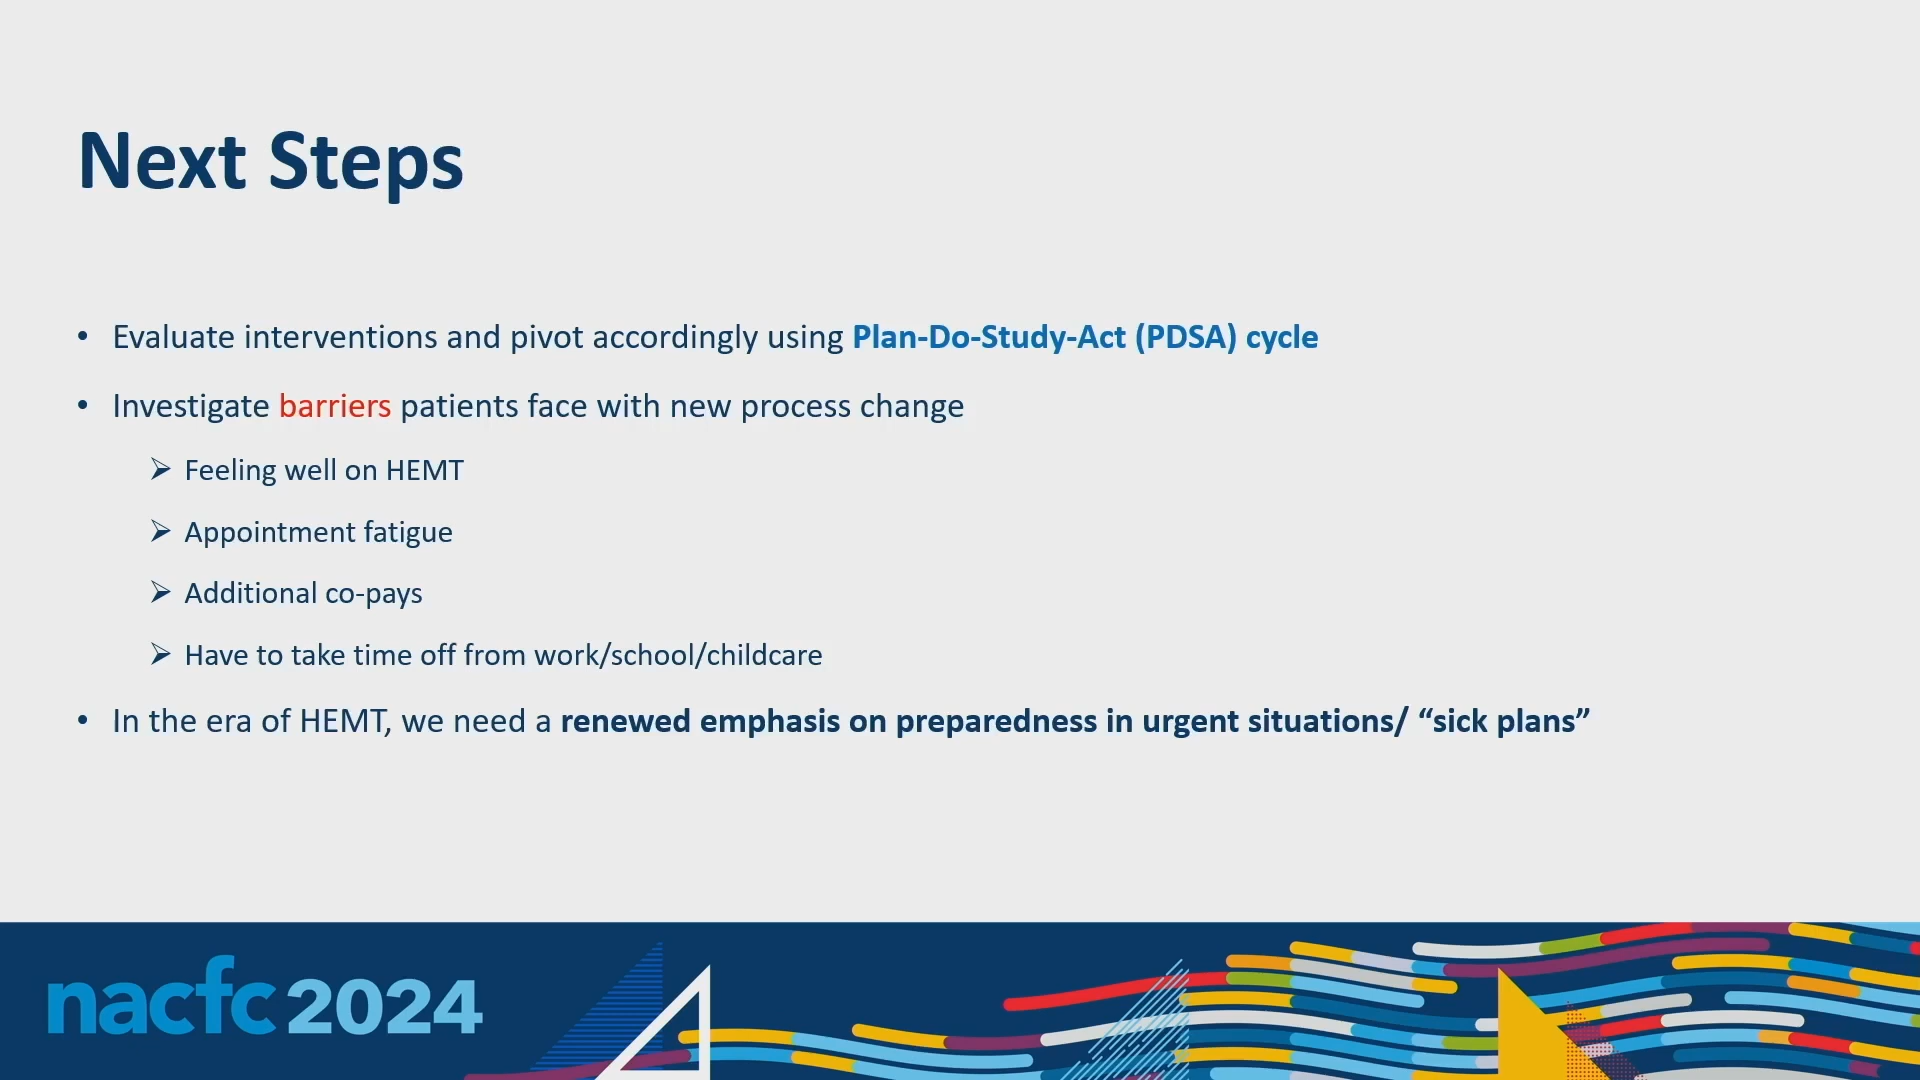 Next Steps
• Evaluate interventions and pivot accordingly using Plan-Do-Study-Act (PDSA) cycle
• Investigate barriers patients face with new process change
➢ Feeling well on HEMT
➢ Appointment fatigue
➢ Additional co-pays
➢ Have to take time off from work/school/childcare
• In the era of HEMT, we need a renewed emphasis on preparedness in urgent situations/ “sick plans”
nacfc 2024